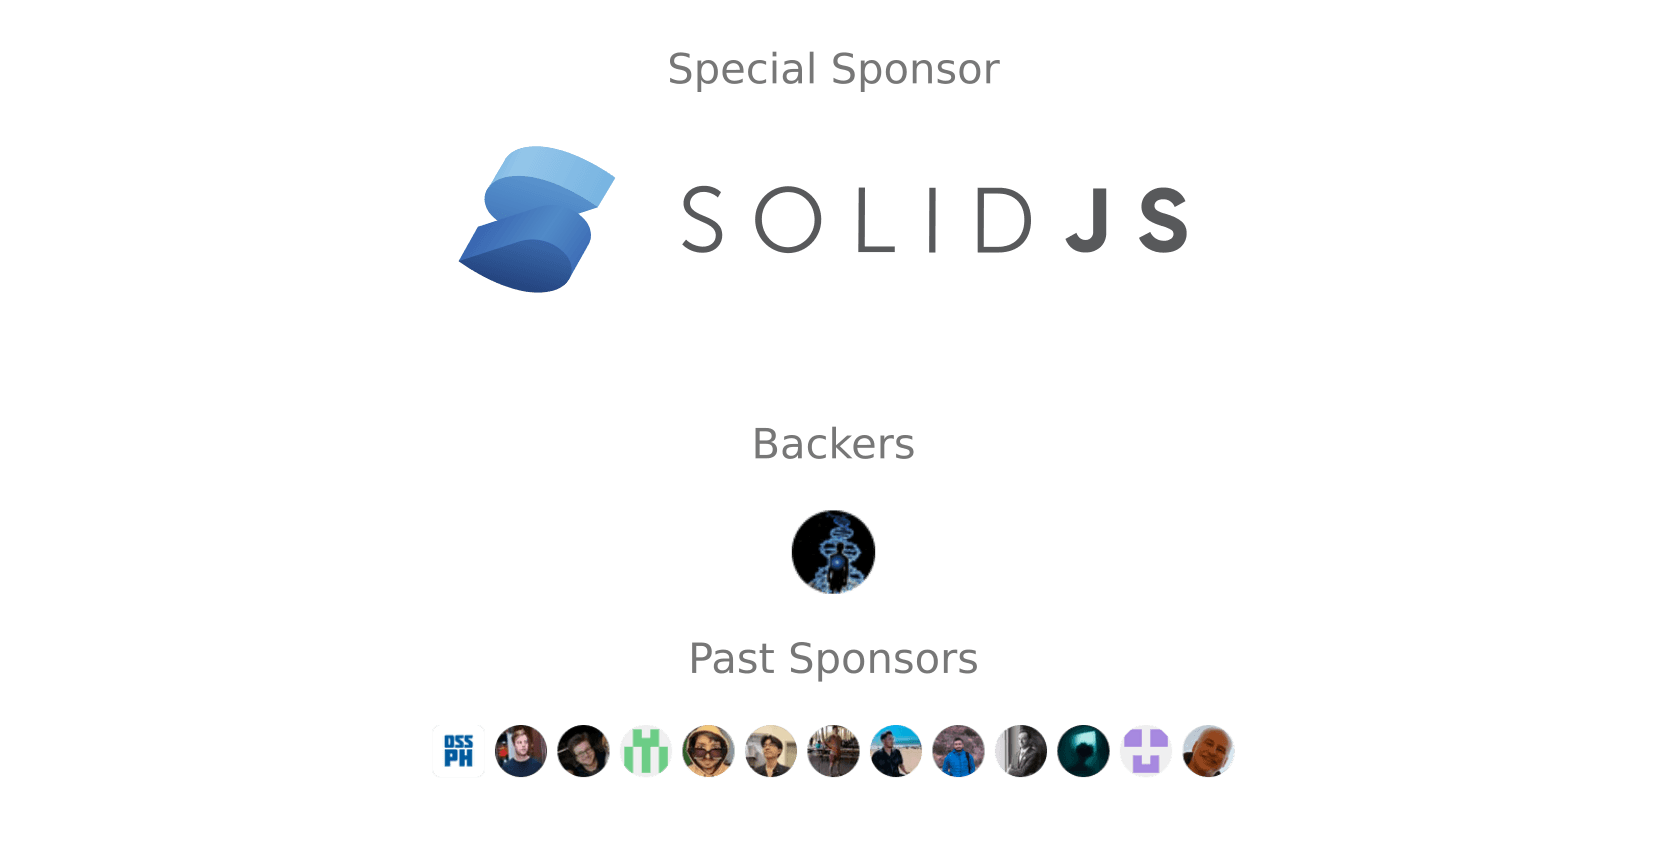 Special Sponsor
SOLIDJS
Backers
Past Sponsors
OSS
PH